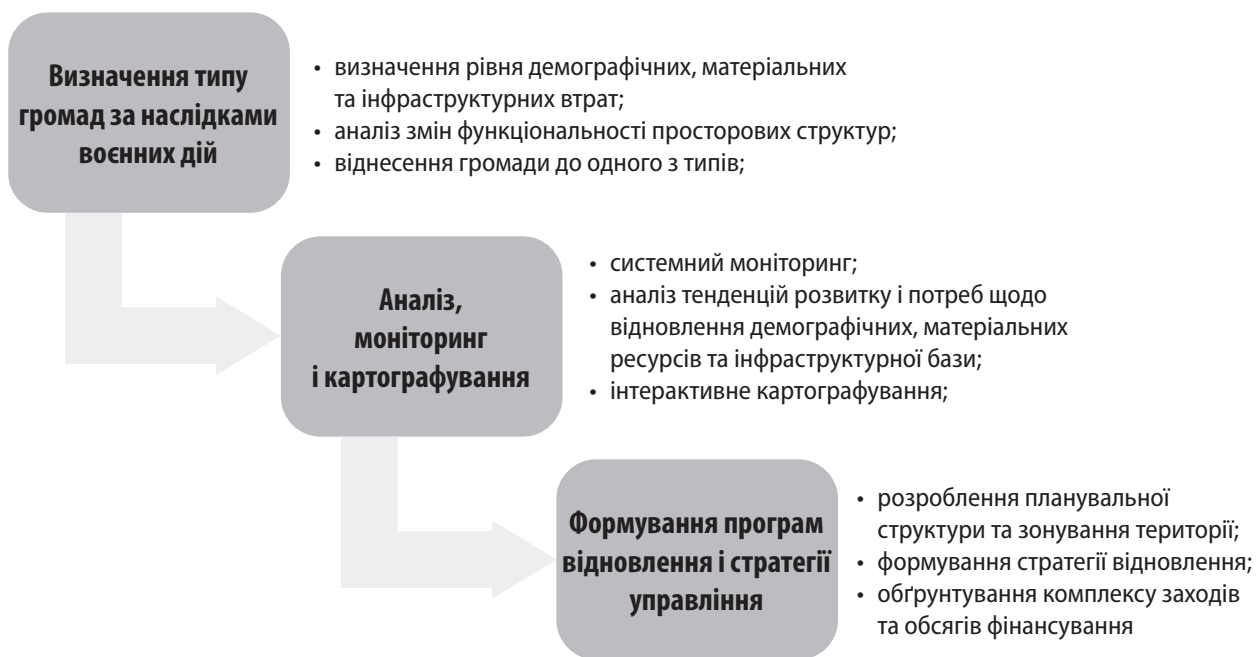 Визначення типу
громад за наслідками
воєнних дій
• визначення рівня демографічних, матеріальних
та інфраструктурних втрат;
• аналіз змін функціональності просторових структур;
• віднесення громади до одного з типів;
Аналіз,
моніторинг
і картографування
• системний моніторинг;
• аналіз тенденцій розвитку і потреб щодо
відновлення демографічних, матеріальних
ресурсів та інфраструктурної бази;
• інтерактивне картографування;
Формування програм
відновлення і стратегії
управління
• розроблення планувальної
структури та зонування території;
• формування стратегії відновлення;
• обґрунтування комплексу заходів
та обсягів фінансування